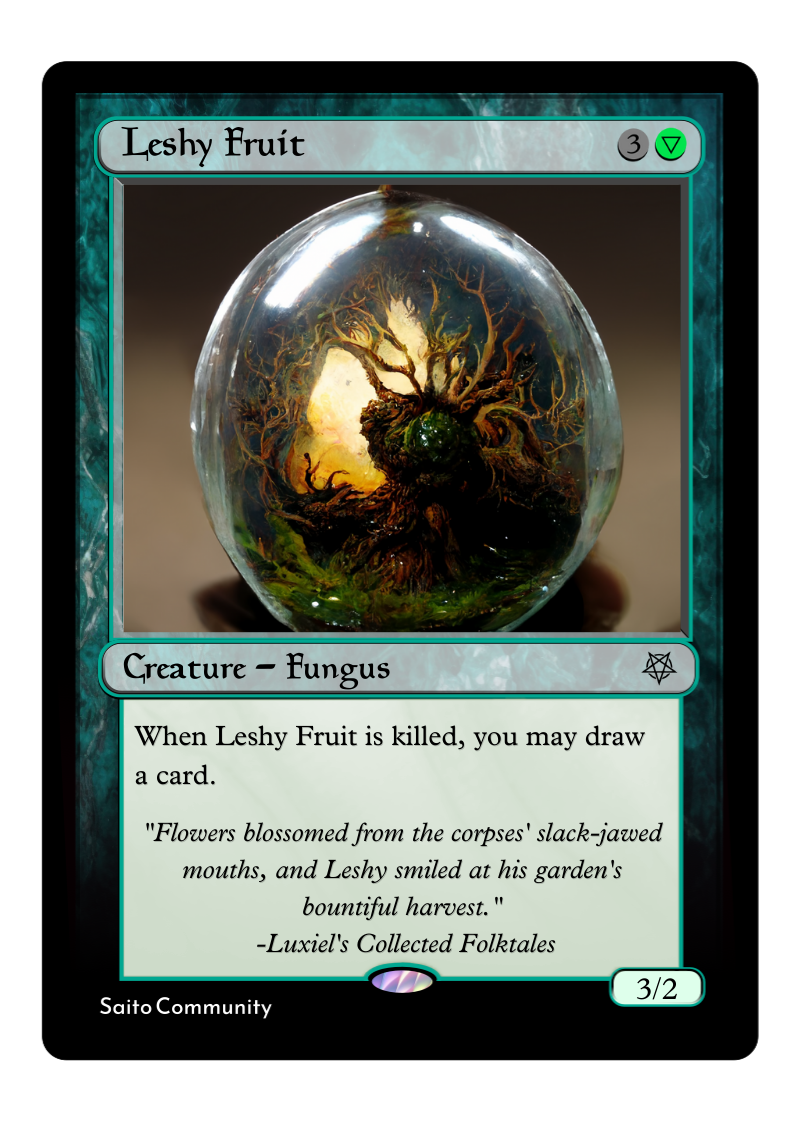 Leshy Fruit 3
Creature – Fungus
When Leshy Fruit is killed, you may draw
a card.
"Flowers blossomed from the corpses' slack-jawed
mouths, and Leshy smiled at his garden's
bountiful harvest."
-Luxiel's Collected Folktales
3/2
Saito Community